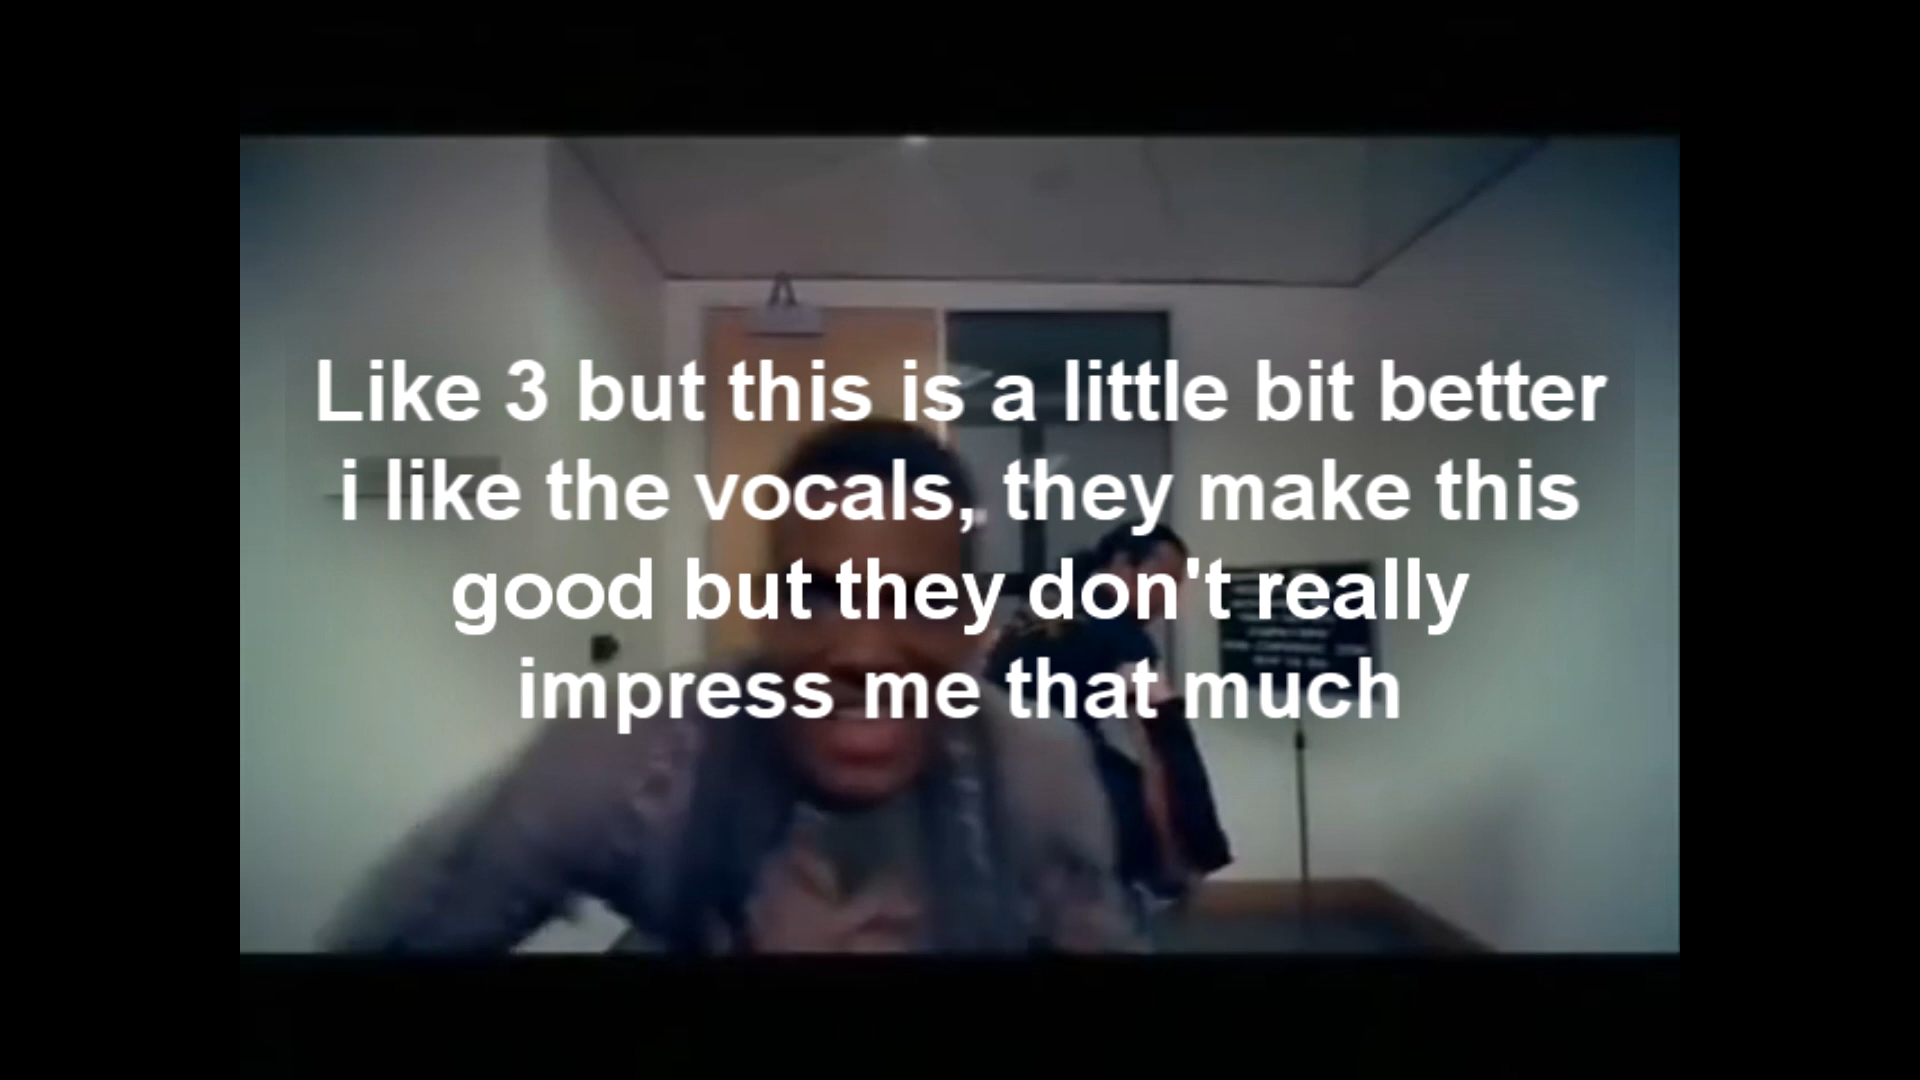 Like 3 but this is a little bit better
i like the vocals, they make this
good but they don't really
impress me that much